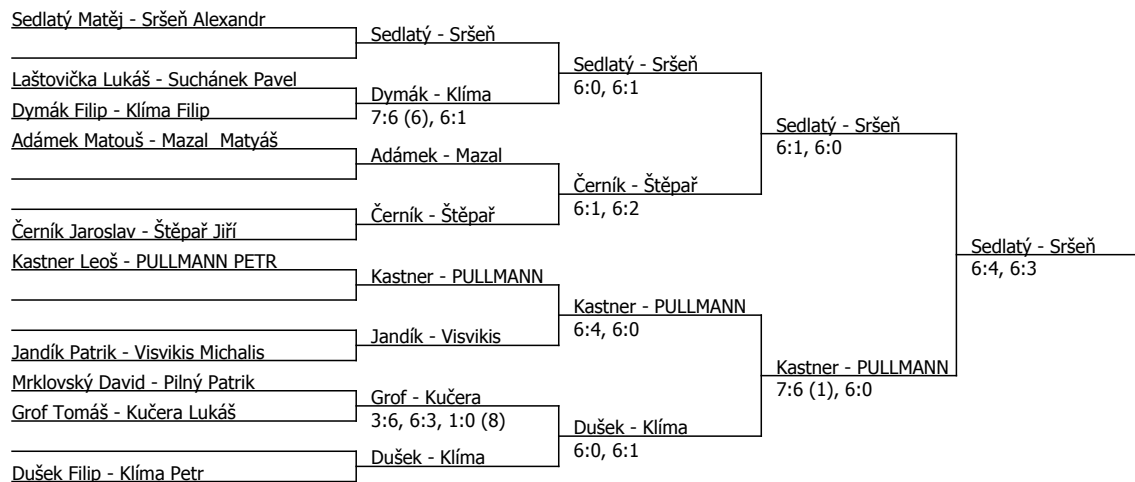 Sedlatý Matěj - Sršeň Alexandr
Laštovička Lukáš - Suchánek Pavel
Dymák Filip - Klíma Filip
Adámek Matouš - Mazal  Matyáš
Černík Jaroslav - Štěpař Jiří
Kastner Leoš - PULLMANN PETR
Jandík Patrik - Visvikis Michalis
Mrklovský David - Pilný Patrik
Grof Tomáš - Kučera Lukáš
Dušek Filip - Klíma Petr
Sedlatý - Sršeň
Dymák - Klíma
7:6 (6), 6:1
Adámek - Mazal
Černík - Štěpař
Kastner - PULLMANN
Jandík - Visvikis
Grof - Kučera
3:6, 6:3, 1:0 (8)
Dušek - Klíma
Sedlatý - Sršeň
6:0, 6:1
Černík - Štěpař
6:1, 6:2
Kastner - PULLMANN
6:4, 6:0
Dušek - Klíma
6:0, 6:1
Sedlatý - Sršeň
6:1, 6:0
Kastner - PULLMANN
7:6 (1), 6:0
Sedlatý - Sršeň
6:4, 6:3